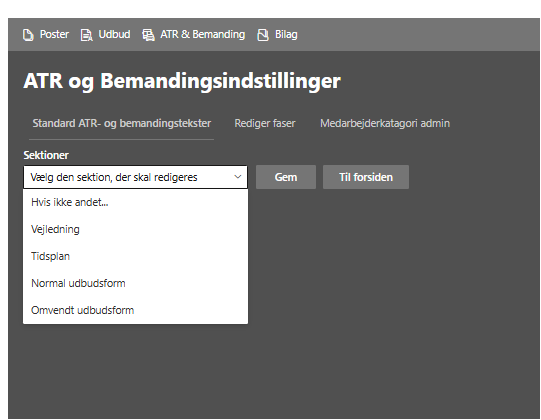 Poster Udbud ATR & Bemanding Bilag
ATR og Bemandingsindstillinger
Standard ATR- og bemandingstekster Rediger faser Medarbejderkatagori admin
Sektioner
Vælg den sektion, der skal redigeres Gem Til forsiden
Hvis ikke andet...
Vejledning
Tidsplan
Normal udbudsform
Omvendt udbudsform